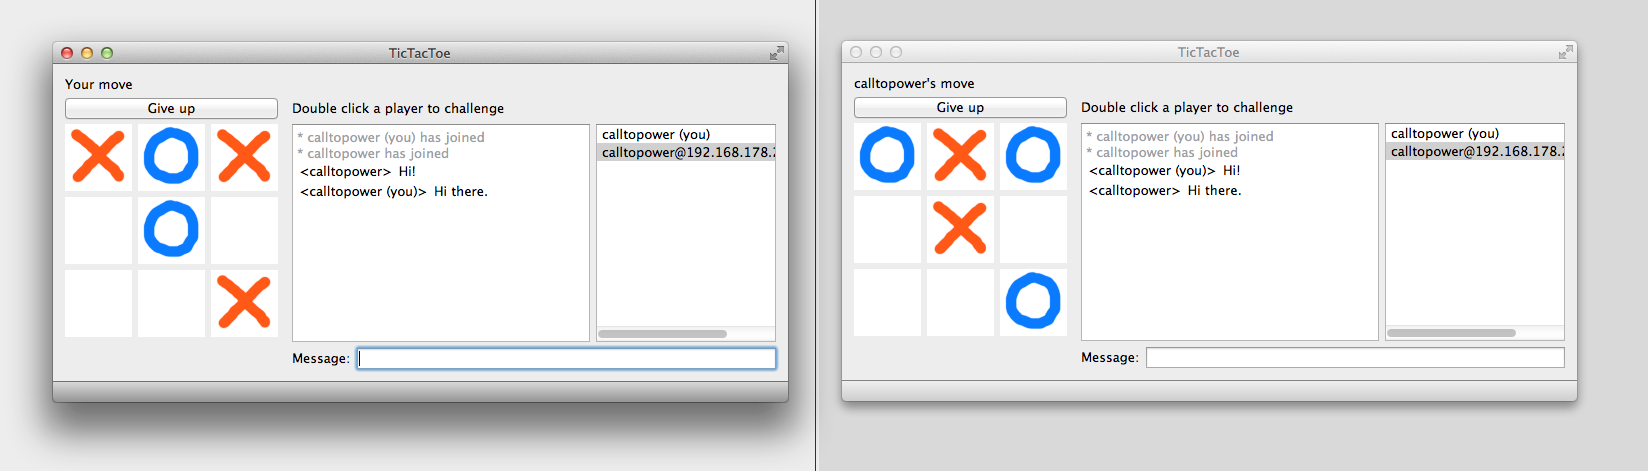 TicTacToe
Your move
Give up
Double click a player to challenge
* calltopower (you) has joined
* calltopower has joined
<calltopower> Hi!
<calltopower (you)> Hi there.
calltopower (you)
calltopower@192.168.178.2
Message:
TicTacToe
calltopower's move
Give up
Double click a player to challenge
* calltopower (you) has joined
* calltopower has joined
<calltopower (you)> Hi!
<calltopower> Hi there.
calltopower (you)
calltopower@192.168.178.2
Message: